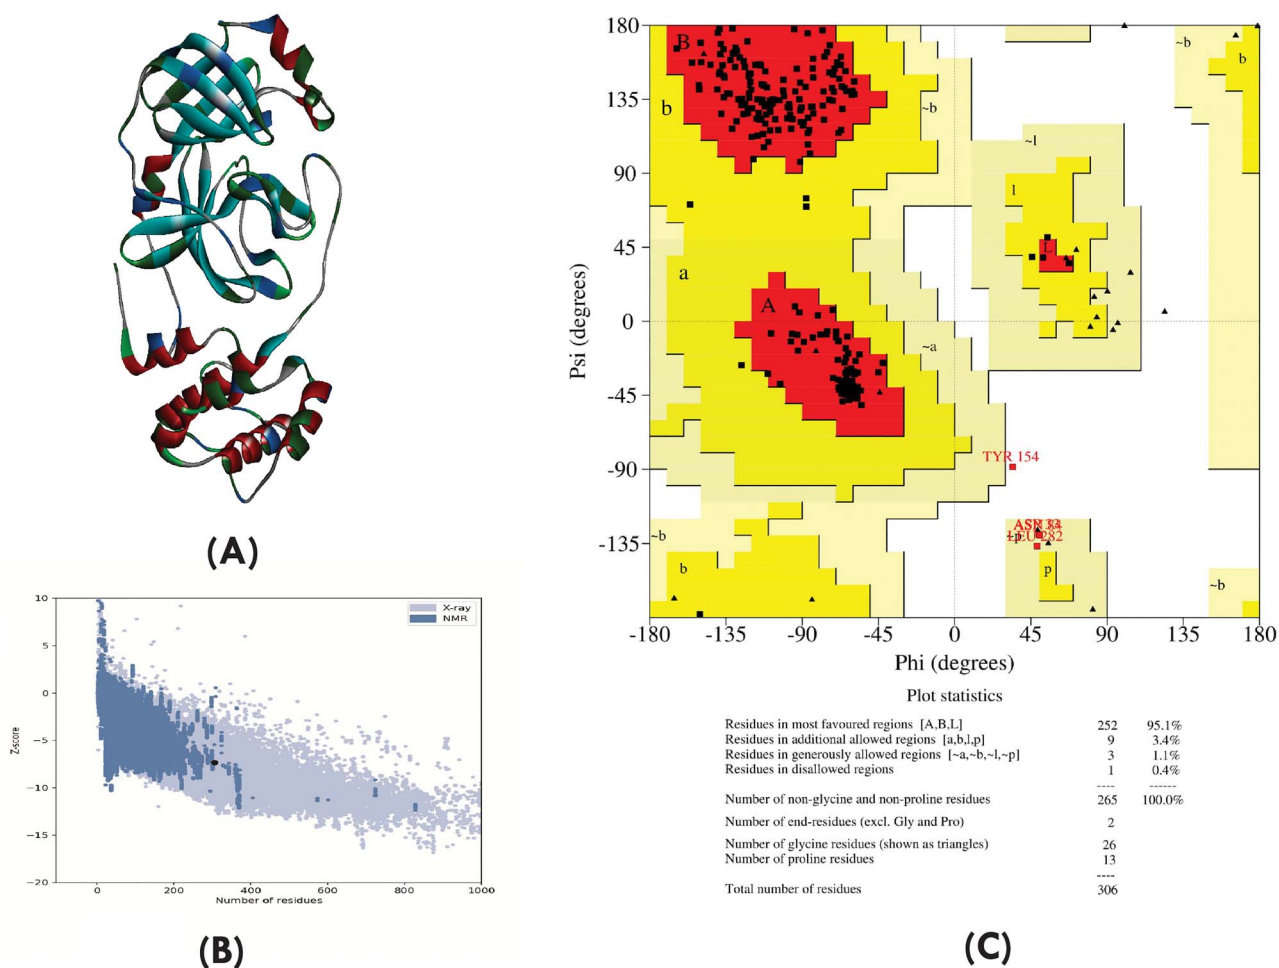 (A)
10
5
0
−5
−10
−15
−20
Z-score
X-ray
NMR
0 200 400 600 800 1000
Number of residues
(B)
180
135
90
45
0
-45
-90
-135
-180
Psi (degrees)
B
b
~b
~b
b
~l
l
L
a
A
~a
TYR 154
LEU 282
~p
~b
b
p
~b
-180 -135 -90 -45 0 45 90 135 180
Phi (degrees)
Plot statistics
Residues in most favoured regions [A,B,L] 252 95.1%
Residues in additional allowed regions [a,b,l,p] 9 3.4%
Residues in generously allowed regions [~a,~b,~l,~p] 3 1.1%
Residues in disallowed regions 1 0.4%
---- ------
Number of non-glycine and non-proline residues 265 100.0%
Number of end-residues (excl. Gly and Pro) 2
Number of glycine residues (shown as triangles) 26
Number of proline residues 13
----
Total number of residues 306
(C)